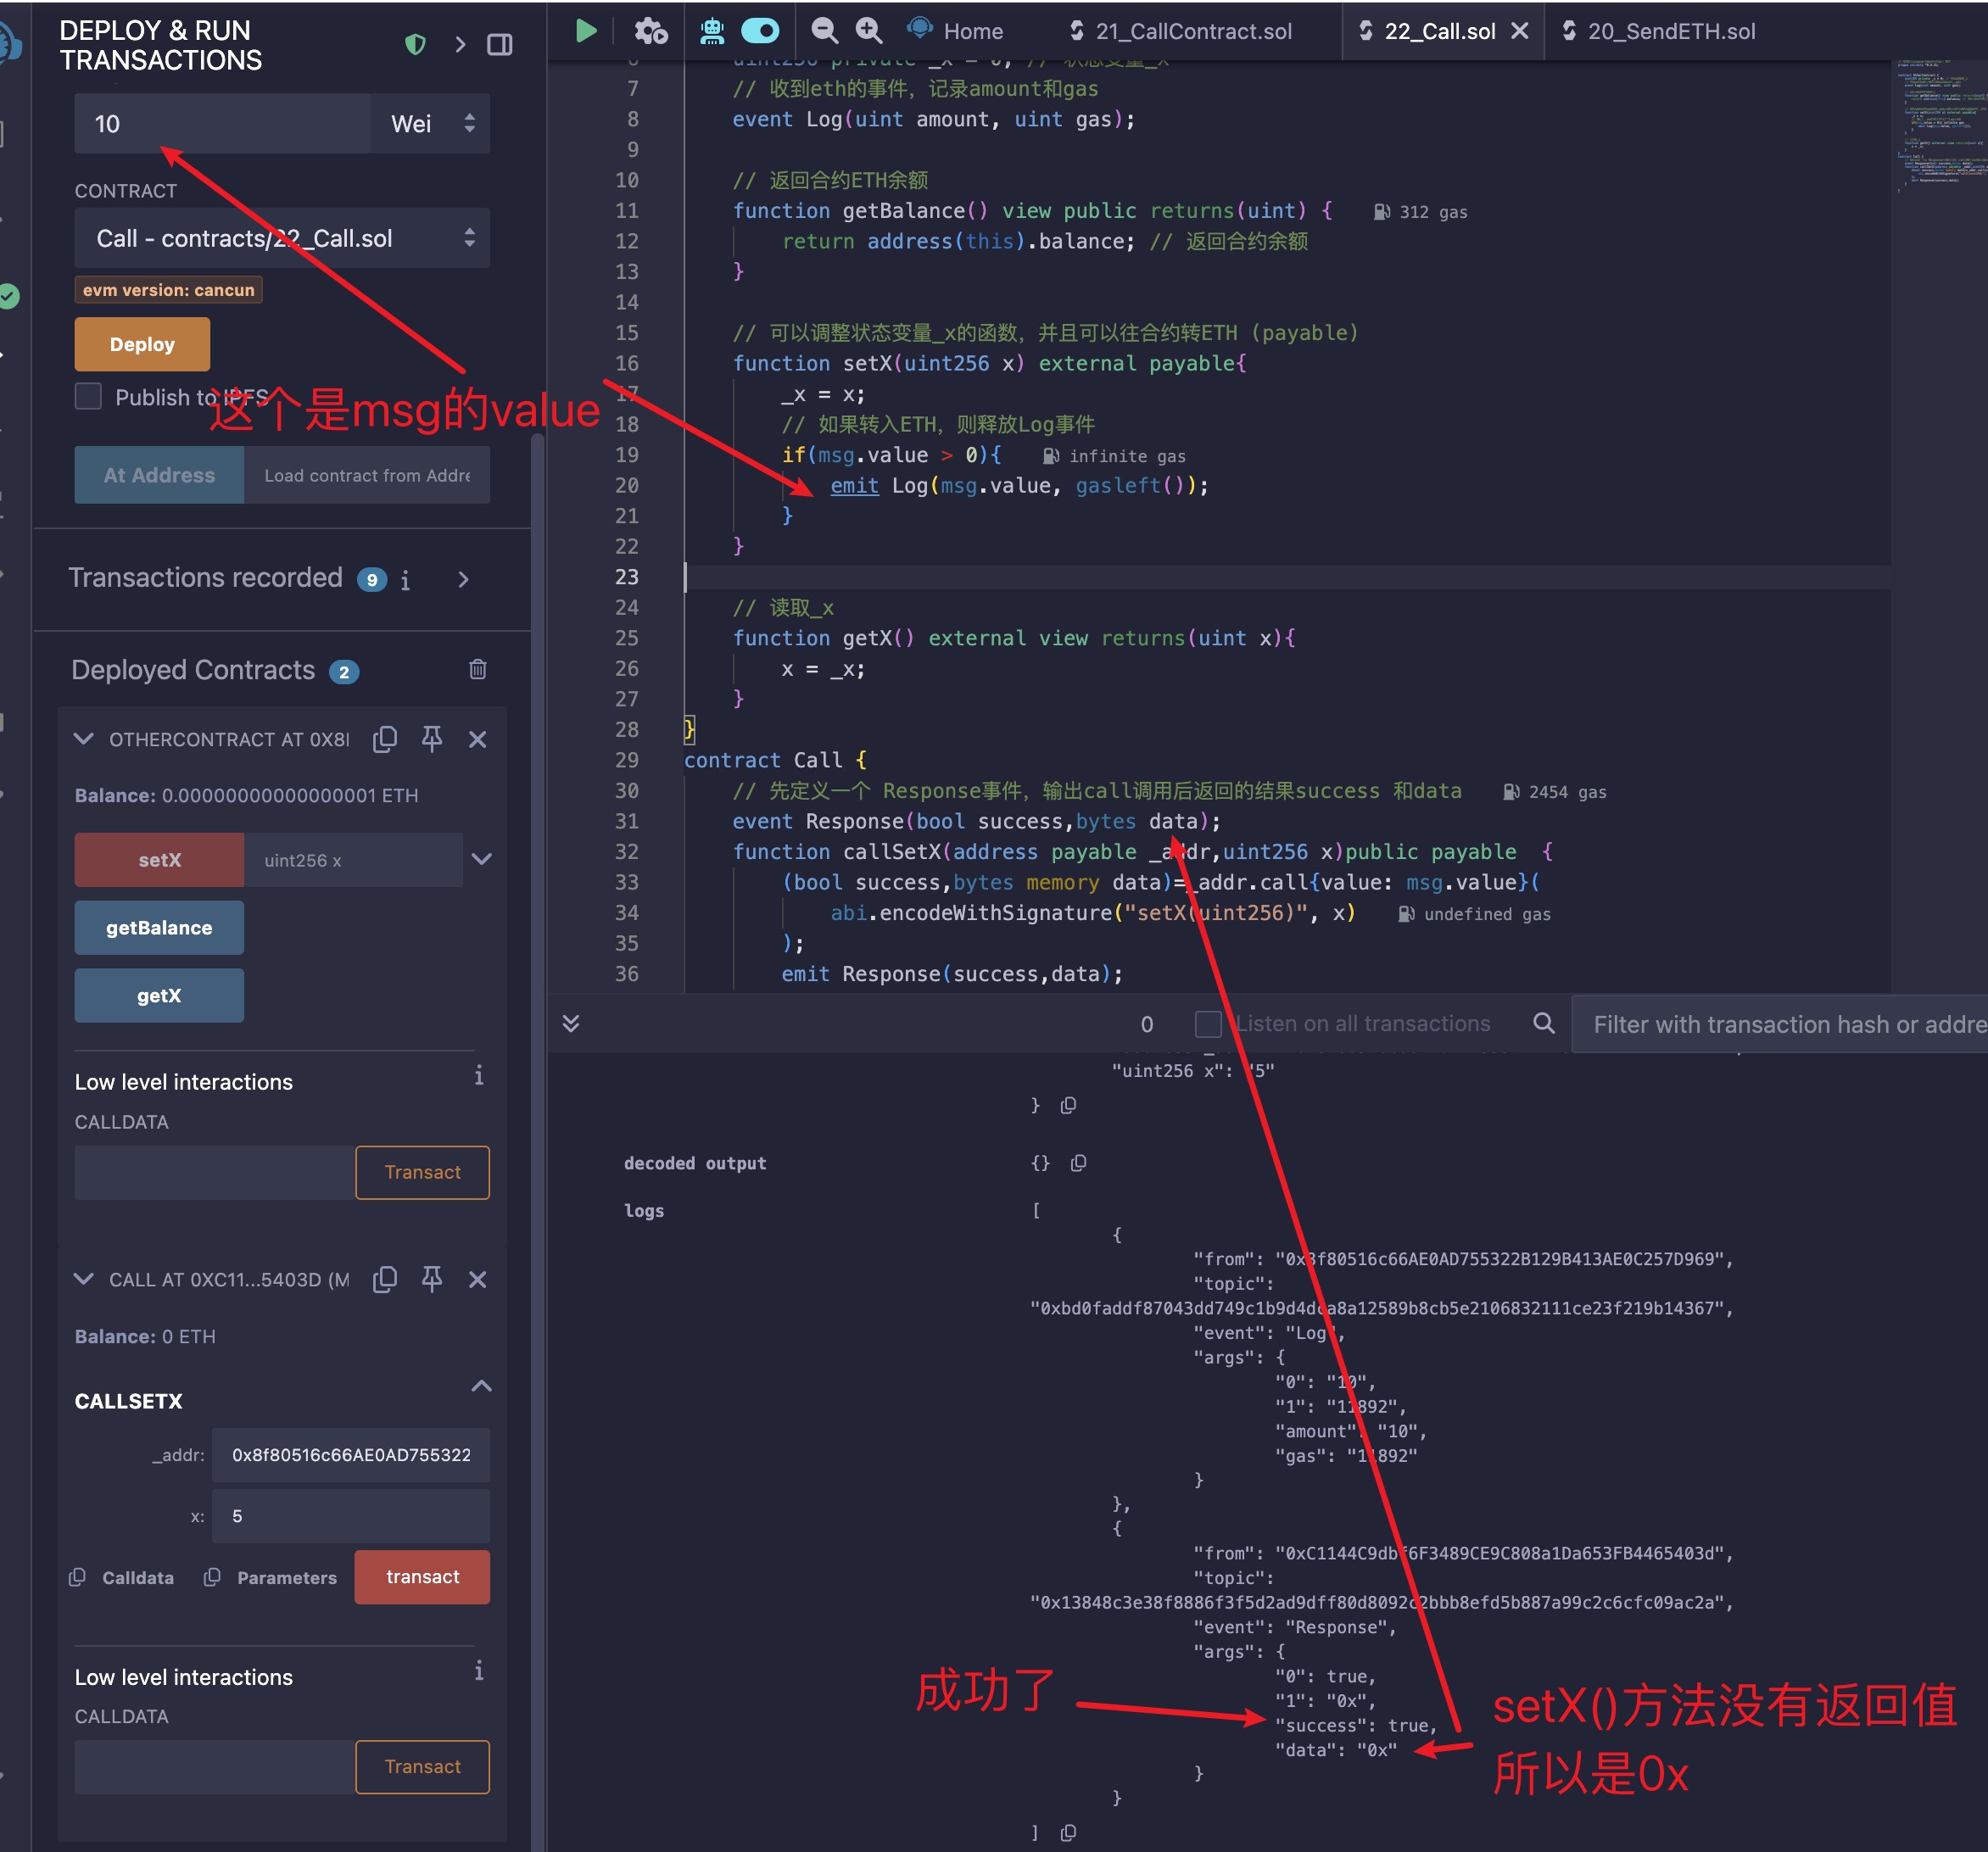 DEPLOY & RUN
TRANSACTIONS
10
Wei
CONTRACT
Call - contracts/22_Call.sol
evm version: cancun
Deploy
Publish to IPFS
这个是msg的value
At Address
Load contract from Addre
Transactions recorded 9 i
Deployed Contracts 2
OTHERCONTRACT AT 0X8
Balance: 0.00000000000000001 ETH
setX
uint256 x
getBalance
getX
Low level interactions
i
CALLDATA
Transact
CALL AT 0XC11...5403D (M
Balance: 0 ETH
CALLSETX
_addr:
0x8f80516c66AE0AD755322
x:
5
Calldata
Parameters
transact
Low level interactions
i
CALLDATA
Transact
Home
21_CallContract.sol
22_Call.sol
20_SendETH.sol
uint256 private _x = 0; // 状态变量_x
7 // 收到eth的事件，记录amount和gas
8 event Log(uint amount, uint gas);
9
10 // 返回合约ETH余额
11 function getBalance() view public returns(uint) { 312 gas
12 return address(this).balance; // 返回合约余额
13 }
14
15 // 可以调整状态变量_x的函数，并且可以往合约转ETH (payable)
16 function setX(uint256 x) external payable{
17 _x = x;
18 // 如果转入ETH，则释放Log事件
19 if(msg.value > 0){ infinite gas
20 emit Log(msg.value, gasleft());
21 }
22 }
23
24 // 读取_x
25 function getX() external view returns(uint x){
26 x = _x;
27 }
28 }
29 contract Call {
30 // 先定义一个 Response事件，输出call调用后返回的结果success 和data 2454 gas
31 event Response(bool success,bytes data);
32 function callSetX(address payable _addr,uint256 x)public payable {
33 (bool success,bytes memory data)=_addr.call{value: msg.value}(
34 abi.encodeWithSignature("setX(uint256)", x) undefined gas
35 );
36 emit Response(success,data);
0
Listen on all transactions
Filter with transaction hash or addre
"uint256 x": "5"
}
decoded output
{}
logs
[
{
"from": "0x8f80516c66AE0AD755322B129B413AE0C257D969",
"topic":
"event": "Log",
"args": {
"0": "10",
"1": "11892",
"amount": "10",
"gas": "11892"
}
},
{
"topic":
"event": "Response",
"args": {
"0": true,
"1": "0x",
"success": true,
"data": "0x"
}
}
]
成功了
setX()方法没有返回值
所以是0x